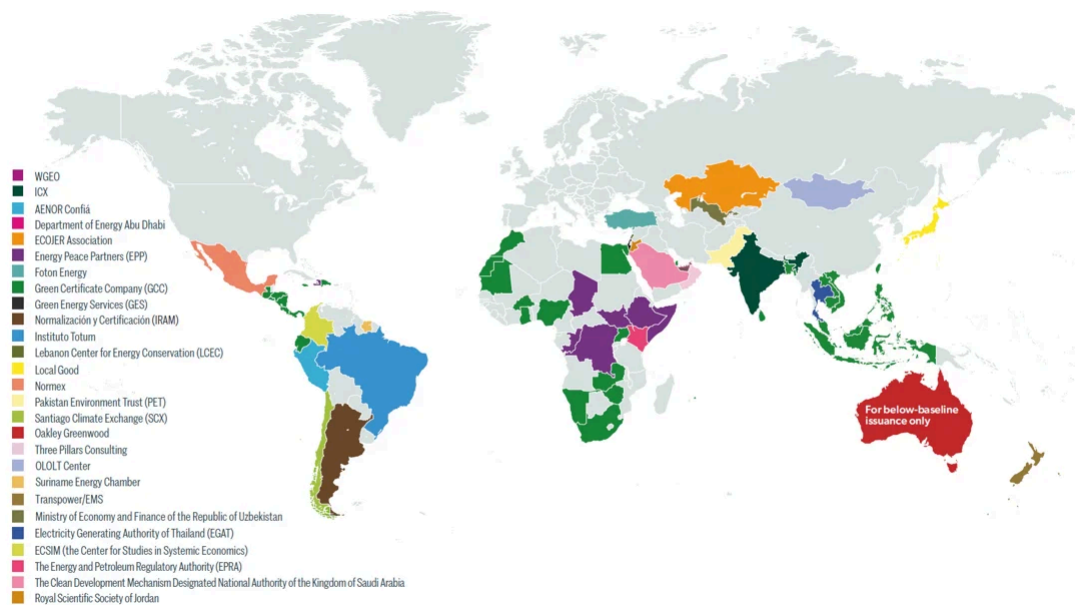 WGEO
ICX
AENOR Confiá
Department of Energy Abu Dhabi
ECOJER Association
Energy Peace Partners (EPP)
Foton Energy
Green Certificate Company (GCC)
Green Energy Services (GES)
Normalización y Certificación (IRAM)
Instituto Totum
Lebanon Center for Energy Conservation (LCEC)
Local Good
Normex
Pakistan Environment Trust (PET)
Santiago Climate Exchange (SCX)
Oakley Greenwood
Three Pillars Consulting
OLOLT Center
Suriname Energy Chamber
Transpower/EMS
Ministry of Economy and Finance of the Republic of Uzbekistan
Electricity Generating Authority of Thailand (EGAT)
ECSIM (the Center for Studies in Systemic Economics)
The Energy and Petroleum Regulatory Authority (EPRA)
The Clean Development Mechanism Designated National Authority of the Kingdom of Saudi Arabia
Royal Scientific Society of Jordan
For below-baseline
issuance only